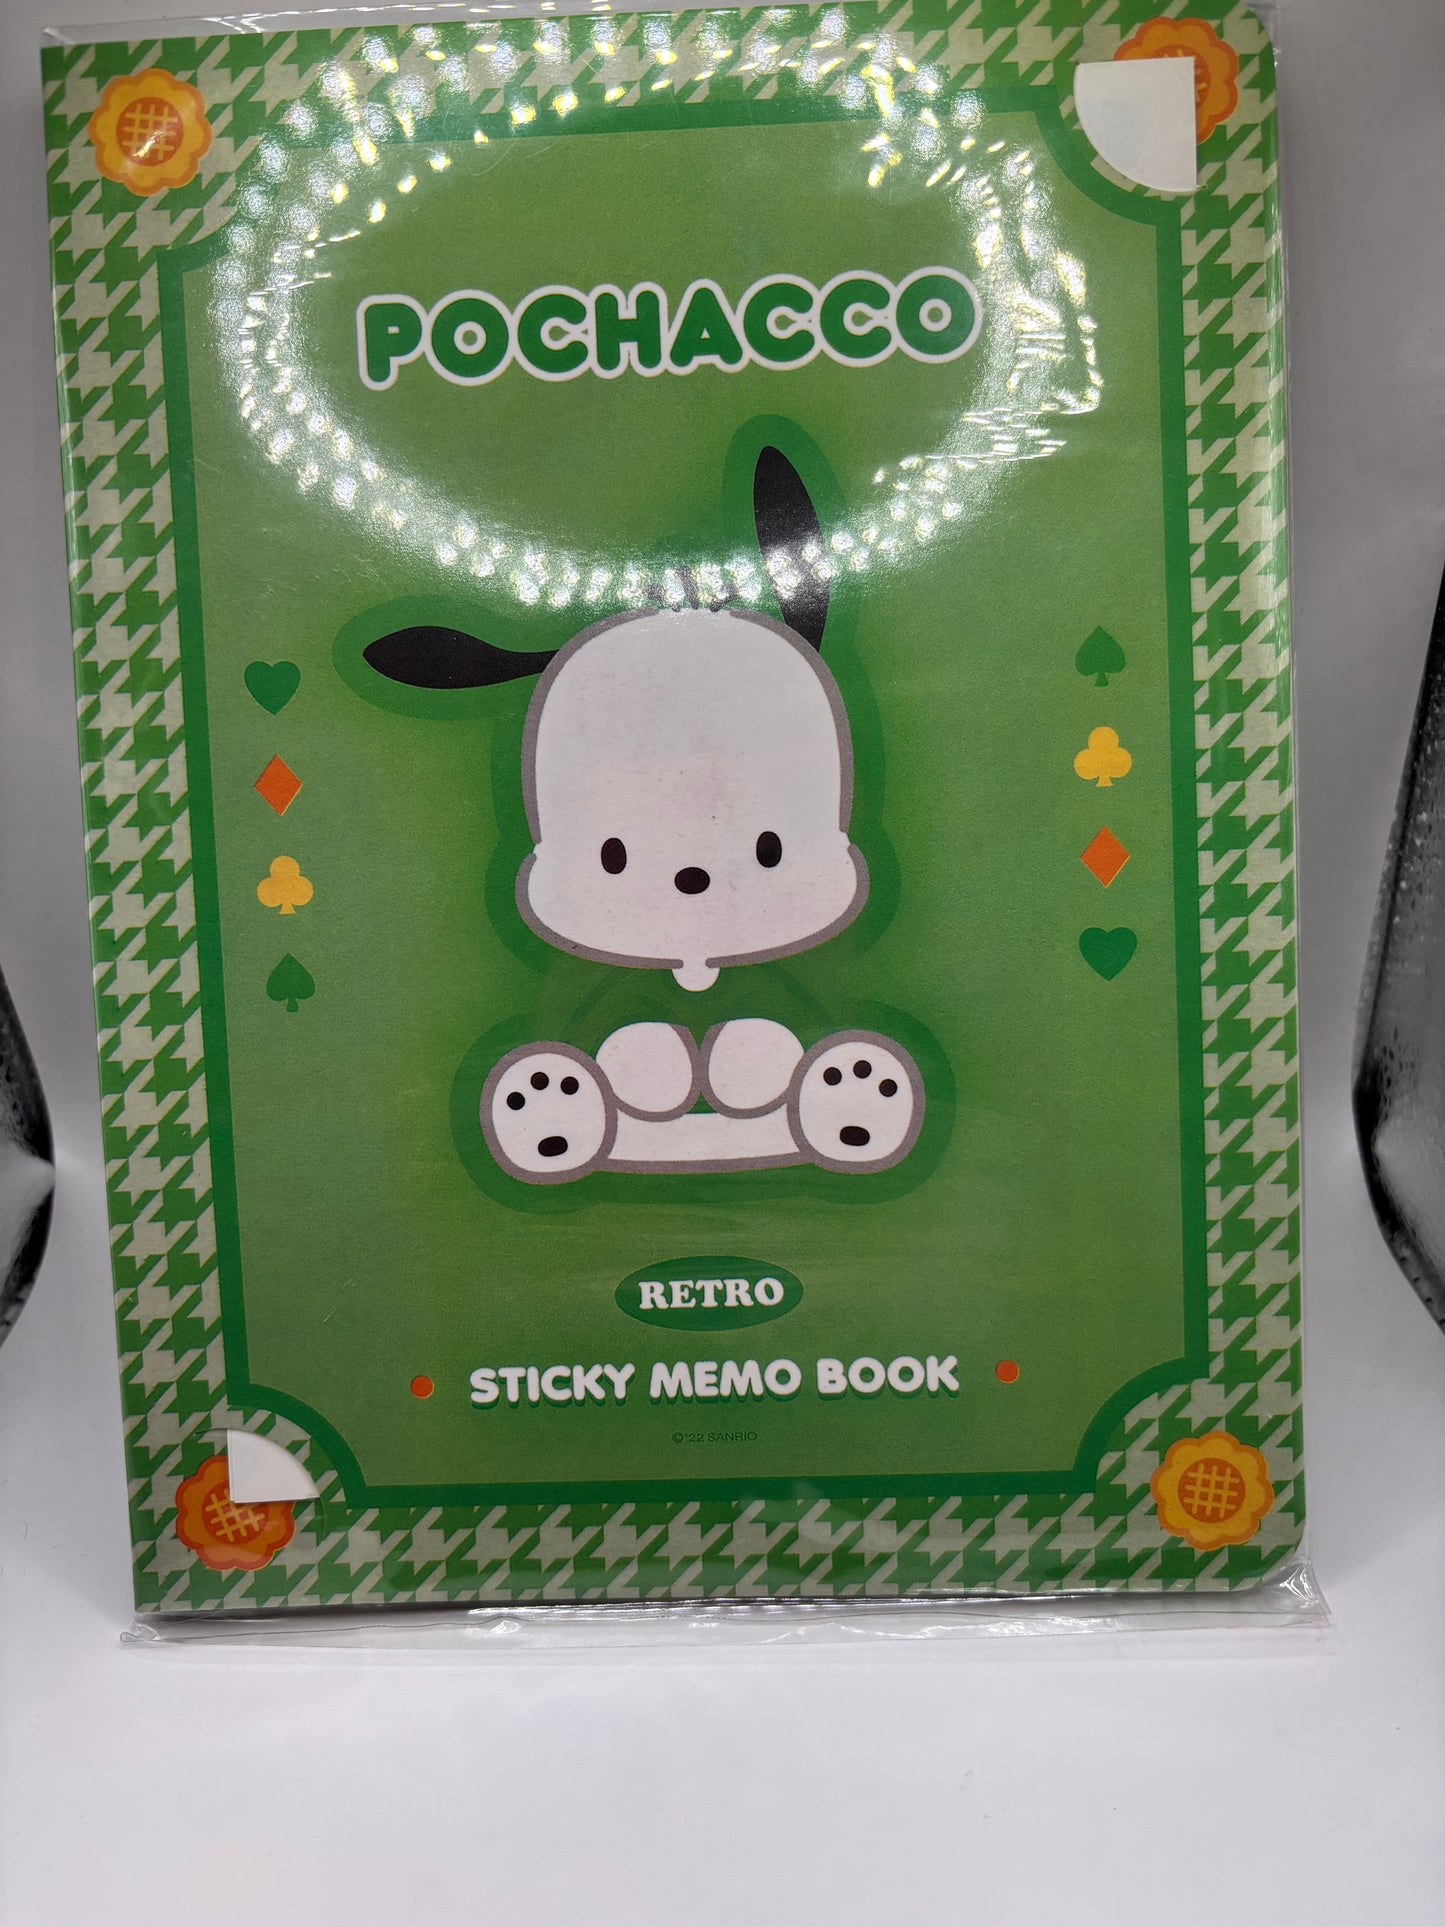 POCHACCO
RETRO
STICKY MEMO BOOK
©'22 SANRIO